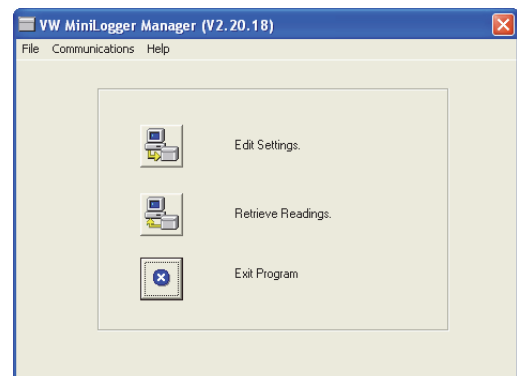 VW MiniLogger Manager (V2.20.18)
File Communications Help
Edit Settings.
Retrieve Readings.
Exit Program